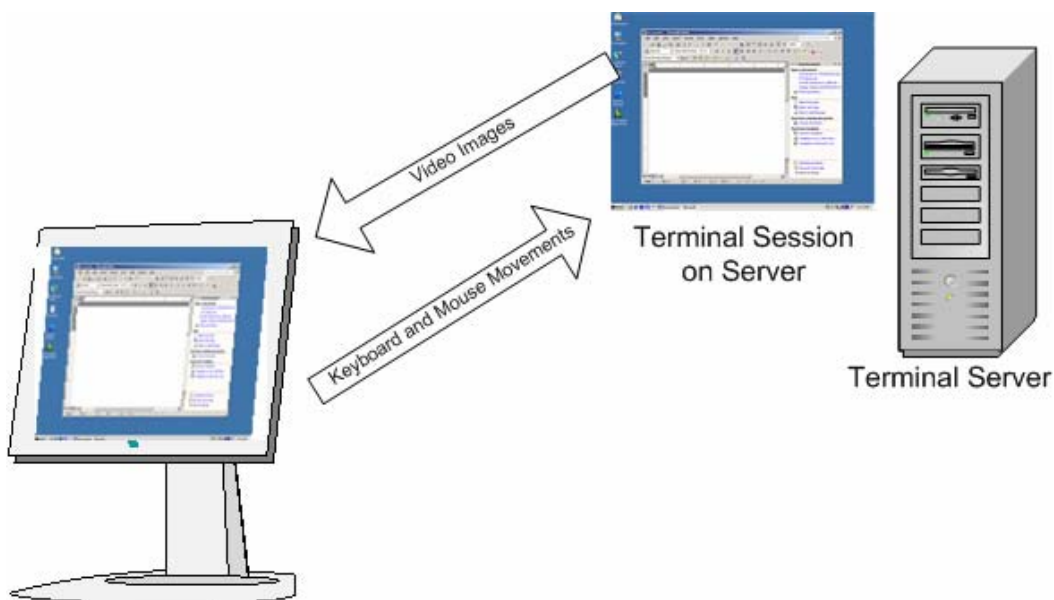 Video Images
Keyboard and Mouse Movements
Terminal Session
on Server
Terminal Server